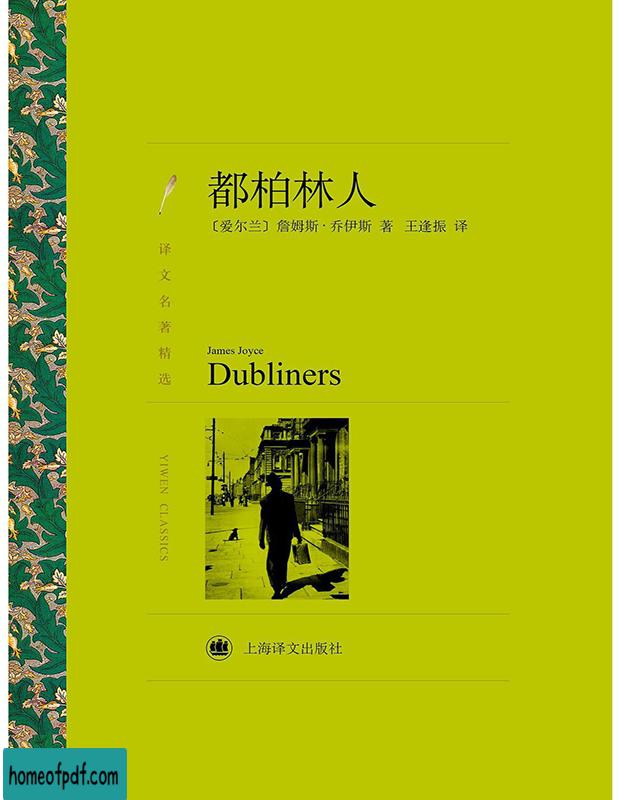 都柏林人
〔爱尔兰〕詹姆斯·乔伊斯 著 王逢振 译
译文名著精选
James Joyce
Dubliners
YIWEN CLASSICS
上海译文出版社
homeofpdf.com